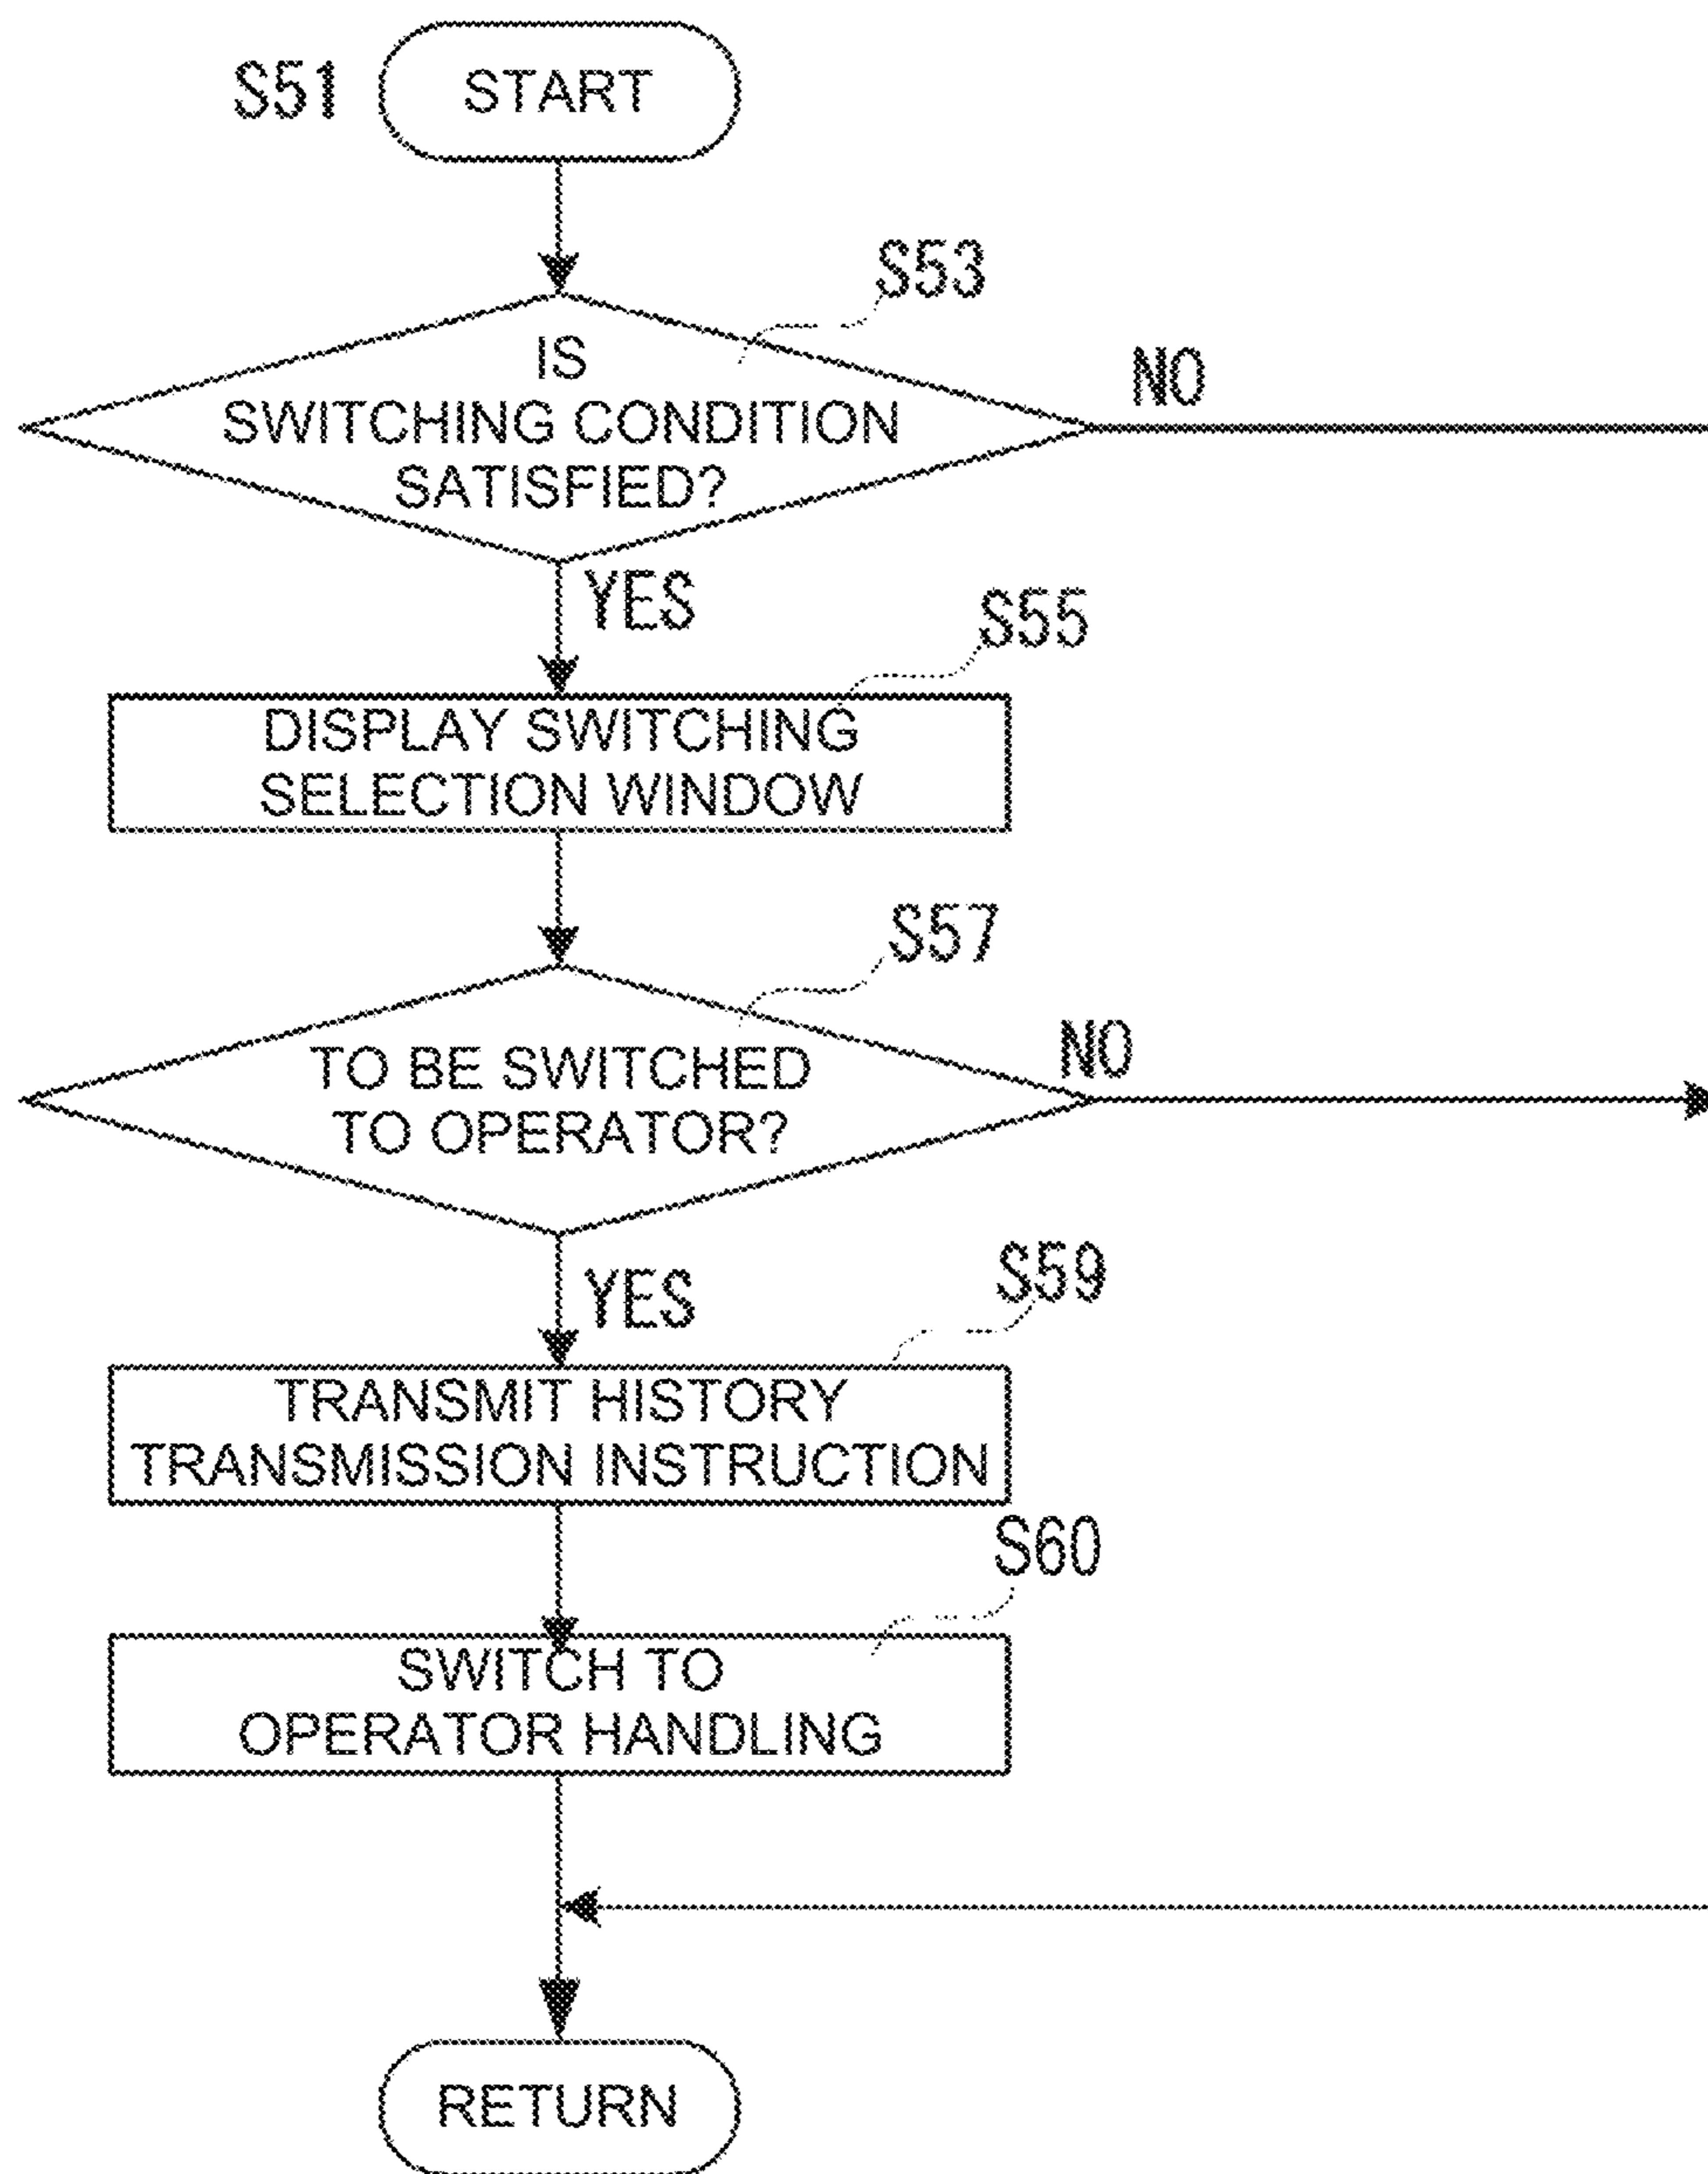 S51
START
S53
IS
SWITCHING CONDITION
SATISFIED?
NO
YES
S55
DISPLAY SWITCHING
SELECTION WINDOW
S57
TO BE SWITCHED
TO OPERATOR?
NO
YES
S59
TRANSMIT HISTORY
TRANSMISSION INSTRUCTION
S60
SWITCH TO
OPERATOR HANDLING
RETURN